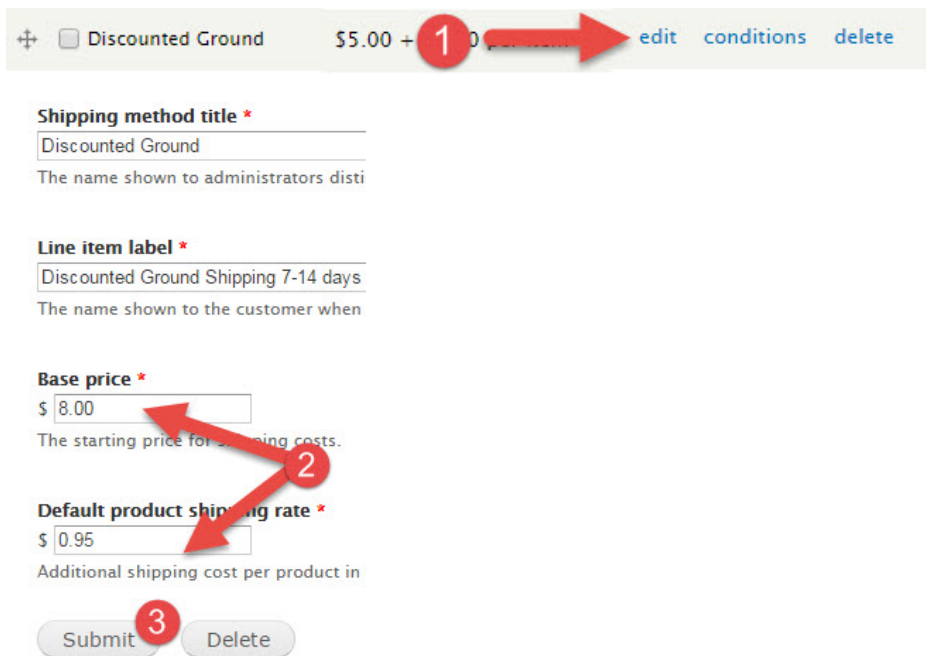 Discounted Ground $5.00 + 1 edit conditions delete
Shipping method title *
Discounted Ground
The name shown to administrators disti
Line item label *
Discounted Ground Shipping 7-14 days
The name shown to the customer when
Base price *
$ 8.00
The starting price for shipping costs.
2
Default product shipping rate *
$ 0.95
Additional shipping cost per product in
3
Submit Delete